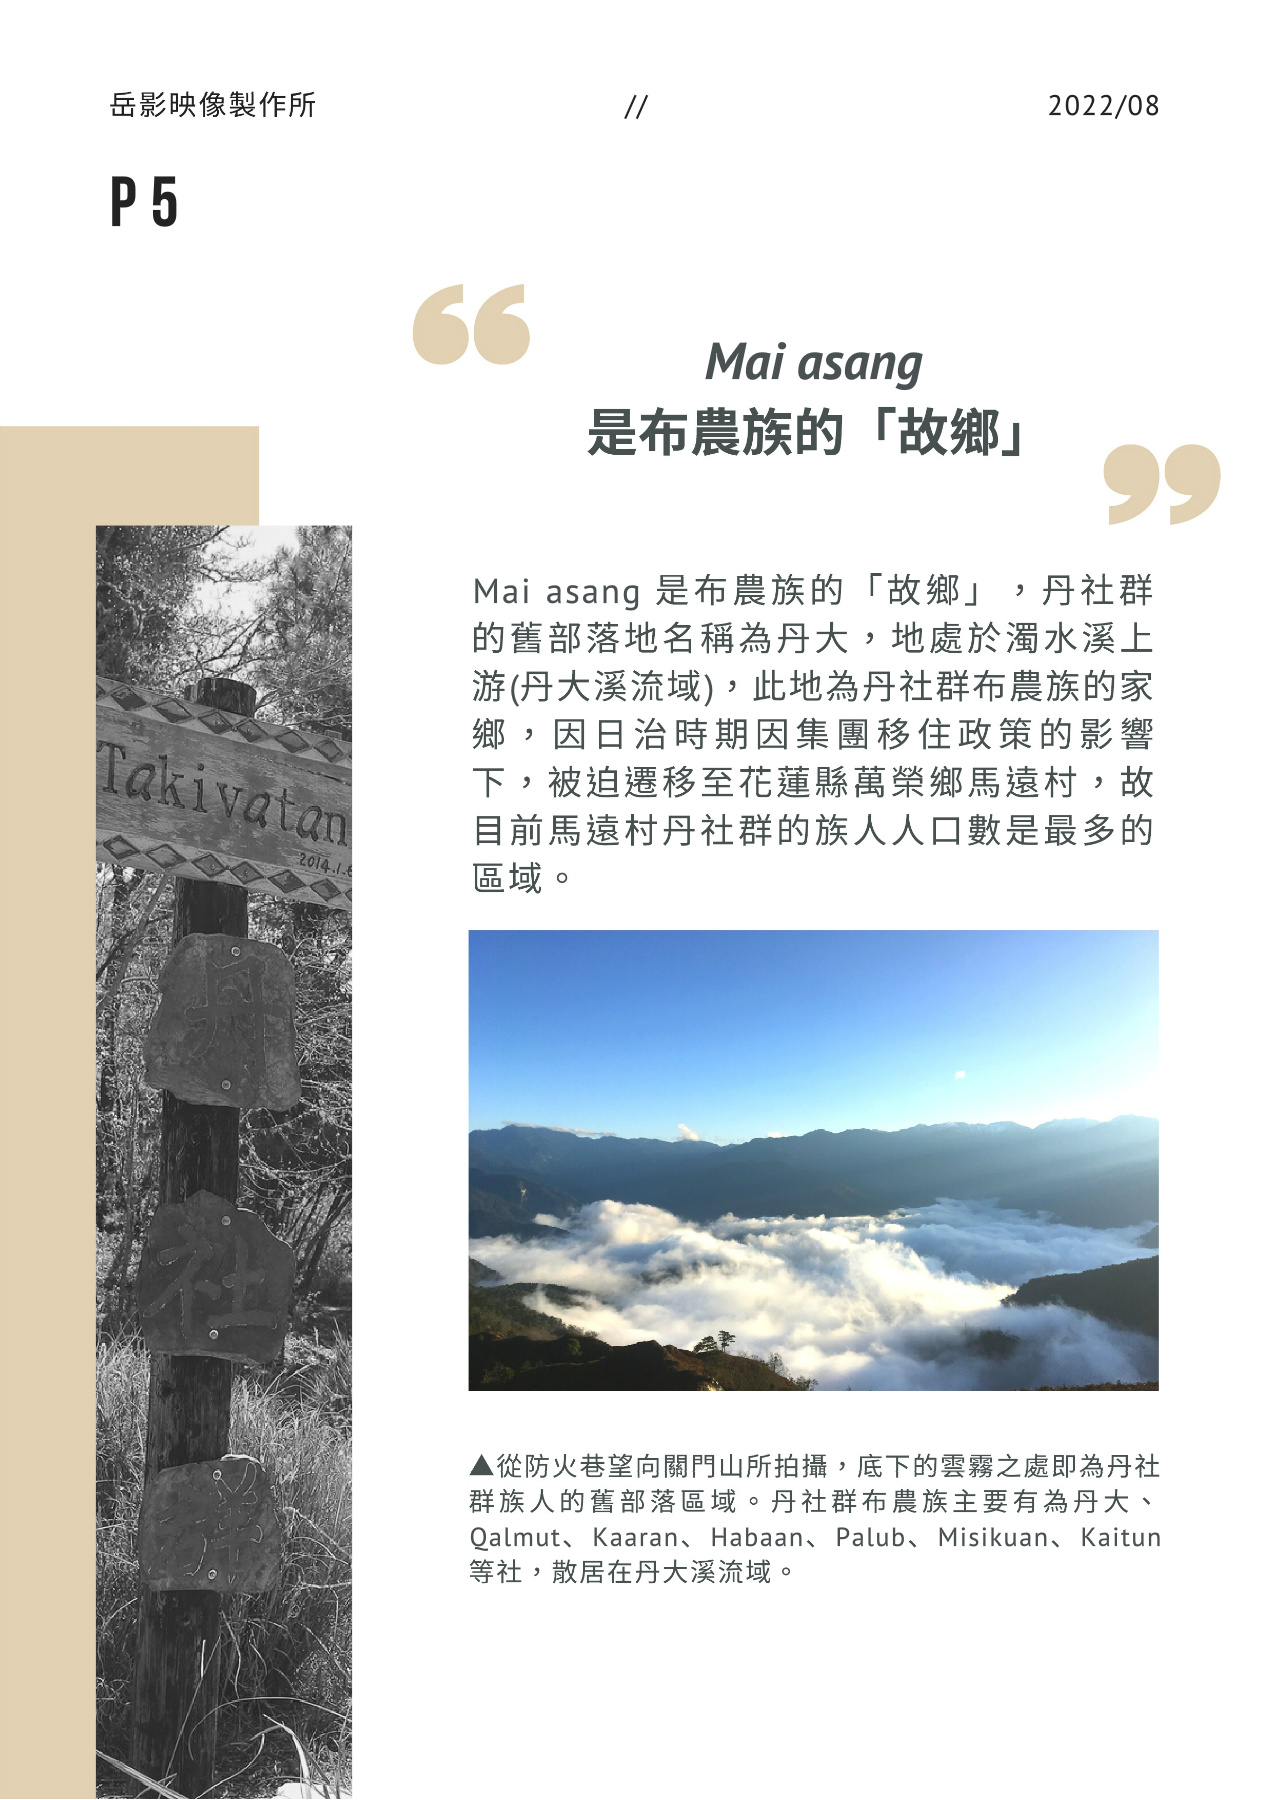 岳影映像製作所 // 2022/08
P 5
“
Mai asang
是布農族的「故鄉」
”
Mai asang 是布農族的「故鄉」，丹社群
的舊部落地名稱為丹大，地處於濁水溪上
游(丹大溪流域)，此地為丹社群布農族的家
鄉，因日治時期因集團移住政策的影響
下，被迫遷移至花蓮縣萬榮鄉馬遠村，故
目前馬遠村丹社群的族人人口數是最多的
區域。
Takivatan
2014.1.6
丹
社
群
▲從防火巷望向關門山所拍攝，底下的雲霧之處即為丹社
群族人的舊部落區域。丹社群布農族主要有為丹大、
Qalmut、Kaaran、Habaan、Palub、Misikuan、Kaitun
等社，散居在丹大溪流域。